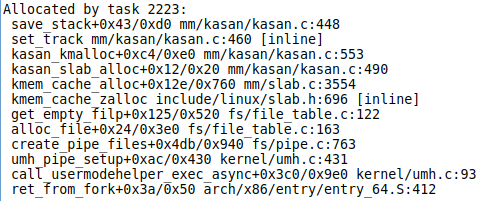 Allocated by task 2223:
save_stack+0x43/0xd0 mm/kasan/kasan.c:448
set_track mm/kasan/kasan.c:460 [inline]
kasan_kmalloc+0xc4/0xe0 mm/kasan/kasan.c:553
kasan_slab_alloc+0x12/0x20 mm/kasan/kasan.c:490
kmem_cache_alloc+0x12e/0x760 mm/slab.c:3554
kmem_cache_zalloc include/linux/slab.h:696 [inline]
get_empty_filp+0x125/0x520 fs/file_table.c:122
alloc_file+0x24/0x3e0 fs/file_table.c:163
create_pipe_files+0x4db/0x940 fs/pipe.c:763
umh_pipe_setup+0xac/0x430 kernel/umh.c:431
call_usermodehelper_exec_async+0x3c0/0x9e0 kernel/umh.c:93
ret_from_fork+0x3a/0x50 arch/x86/entry/entry_64.S:412